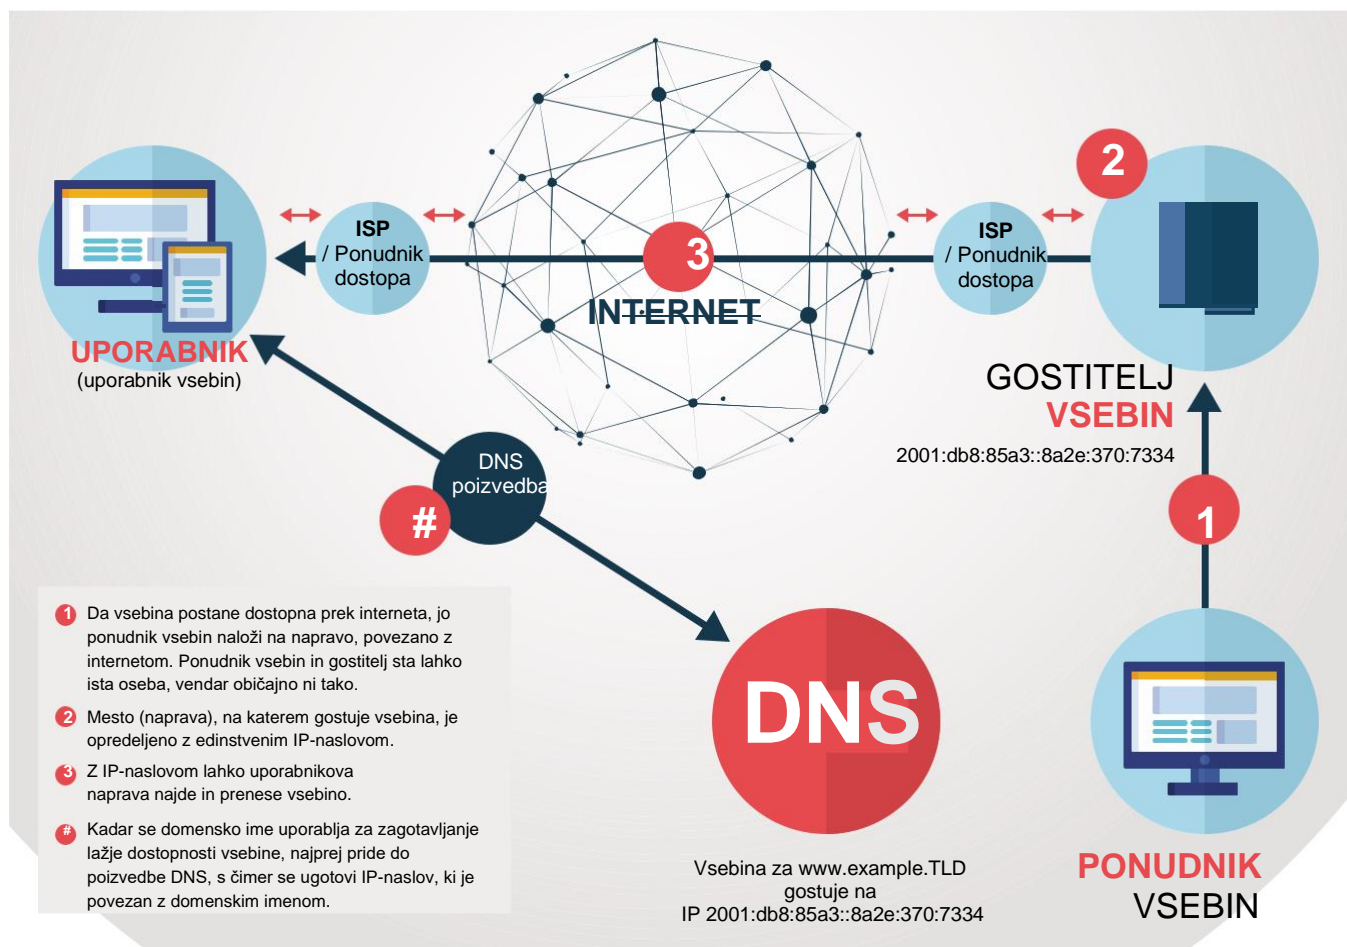 2
ISP
/ Ponudnik
dostopa
3
ISP
/ Ponudnik
dostopa
INTERNET
UPORABNIK
(uporabnik vsebin)
GOSTITELJ
VSEBIN
2001:db8:85a3::8a2e:370:7334
DNS
poizvedba
#
1
1 Da vsebina postane dostopna prek interneta, jo
ponudnik vsebin naloži na napravo, povezano z
internetom. Ponudnik vsebin in gostitelj sta lahko
ista oseba, vendar običajno ni tako.
2 Mesto (naprava), na katerem gostuje vsebina, je
opredeljeno z edinstvenim IP-naslovom.
3 Z IP-naslovom lahko uporabnikova
naprava najde in prenese vsebino.
# Kadar se domensko ime uporablja za zagotavljanje
lažje dostopnosti vsebine, najprej pride do
poizvedbe DNS, s čimer se ugotovi IP-naslov, ki je
povezan z domenskim imenom.
DNS
Vsebina za www.example.TLD
gostuje na
IP 2001:db8:85a3::8a2e:370:7334
PONUDNIK
VSEBIN